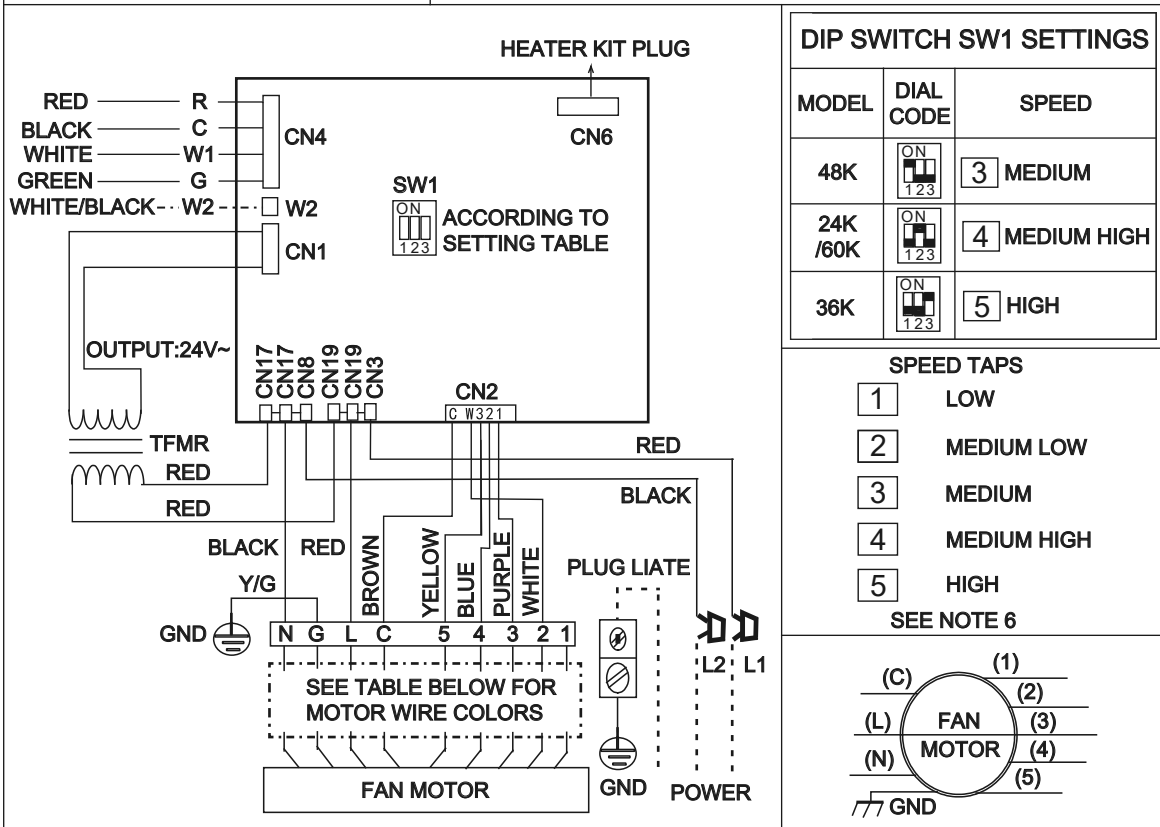 HEATER KIT PLUG
CN6
RED R
BLACK C
WHITE W1
GREEN G
WHITE/BLACK W2
CN4
W2
CN1
SW1
ON
123
ACCORDING TO
SETTING TABLE
OUTPUT:24V~
CN17
CN17
CN8
CN19
CN19
CN3
CN2
C W321
TFMR
RED
RED
RED
BLACK
BLACK
RED
BROWN
YELLOW
BLUE
PURPLE
WHITE
Y/G
GND
N G L C 5 4 3 2 1
SEE TABLE BELOW FOR
MOTOR WIRE COLORS
FAN MOTOR
PLUG LIATE
GND
L2 L1
POWER
DIP SWITCH SW1 SETTINGS
MODEL
DIAL
CODE
SPEED
48K
ON
123
3 MEDIUM
24K
/60K
ON
123
4 MEDIUM HIGH
36K
ON
123
5 HIGH
SPEED TAPS
1 LOW
2 MEDIUM LOW
3 MEDIUM
4 MEDIUM HIGH
5 HIGH
SEE NOTE 6
(C)
(L)
(N)
GND
FAN
MOTOR
(1)
(2)
(3)
(4)
(5)